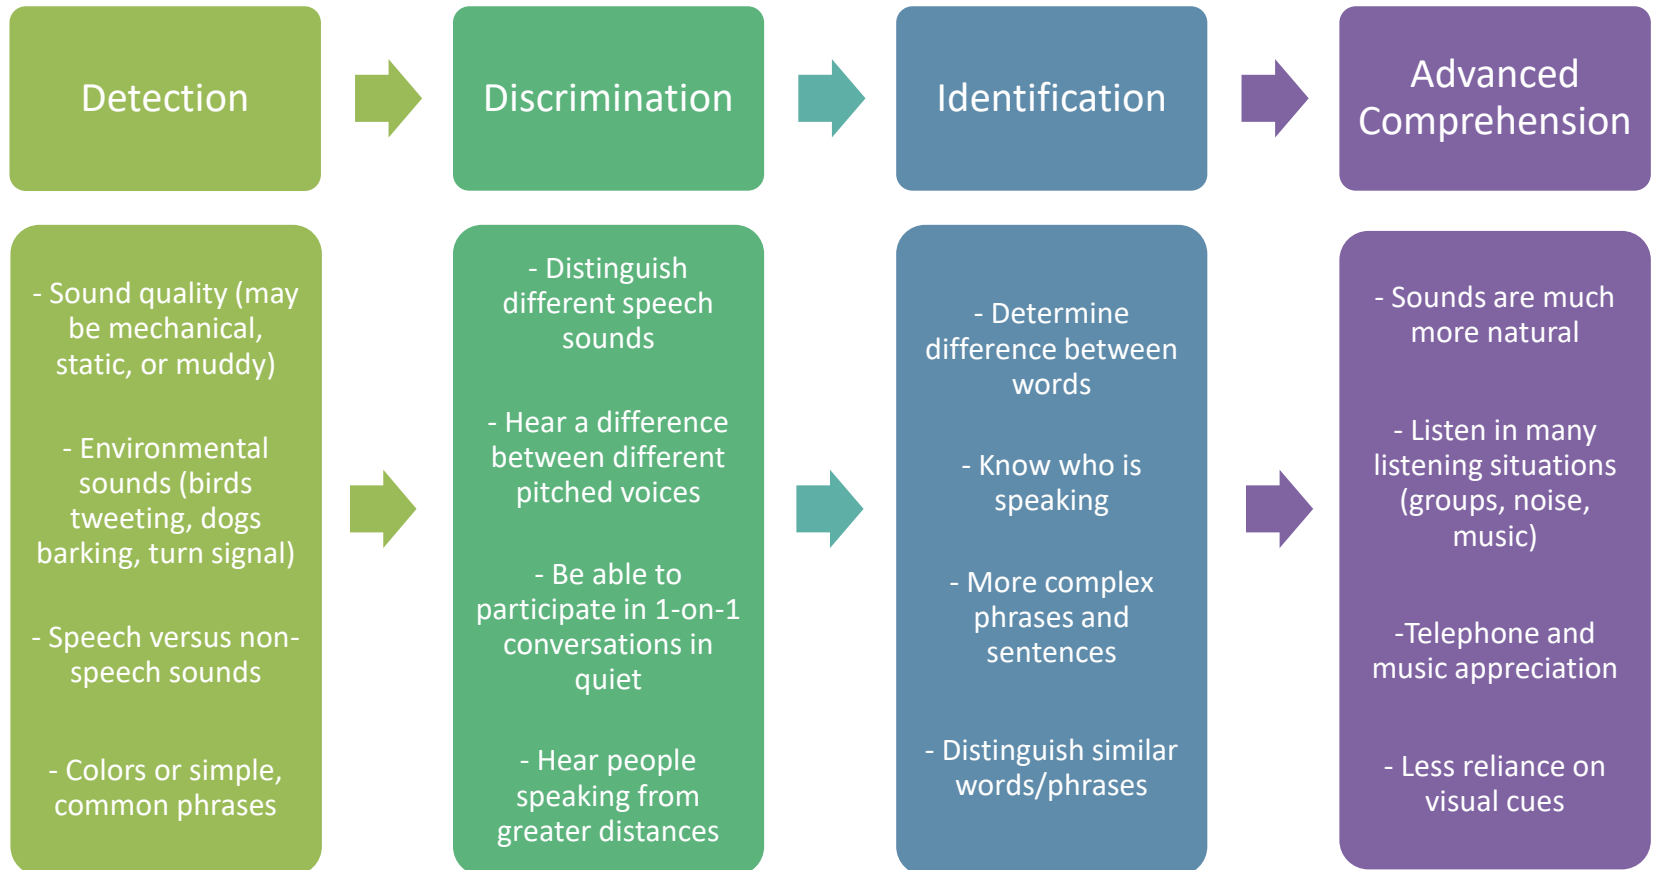 Detection
Discrimination
Identification
Advanced
Comprehension
- Sound quality (may
be mechanical,
static, or muddy)
- Environmental
sounds (birds
tweeting, dogs
barking, turn signal)
- Speech versus non-
speech sounds
- Colors or simple,
common phrases
- Distinguish
different speech
sounds
- Hear a difference
between different
pitched voices
- Be able to
participate in 1-on-1
conversations in
quiet
- Hear people
speaking from
greater distances
- Determine
difference between
words
- Know who is
speaking
- More complex
phrases and
sentences
- Distinguish similar
words/phrases
- Sounds are much
more natural
- Listen in many
listening situations
(groups, noise,
music)
-Telephone and
music appreciation
- Less reliance on
visual cues